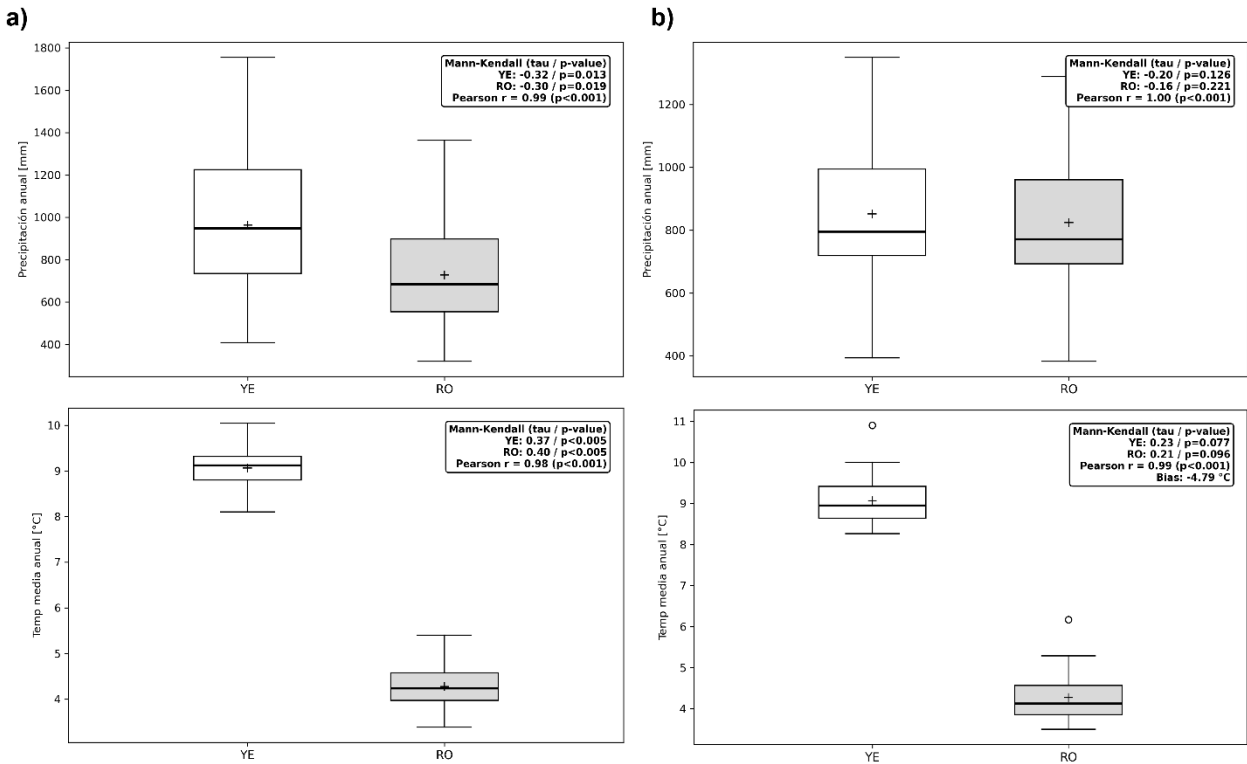 a)
Precipitación anual [mm]
1800
1600
1400
1200
1000
800
600
400
Mann-Kendall (tau / p-value)
YE: -0.32 / p=0.013
RO: -0.30 / p=0.019
Pearson r = 0.99 (p<0.001)
YE RO
b)
Precipitación anual [mm]
1200
1000
800
600
400
Mann-Kendall (tau / p-value)
YE: -0.20 / p=0.126
RO: -0.16 / p=0.221
Pearson r = 1.00 (p<0.001)
YE RO
Temp media anual [°C]
10
9
8
7
6
5
4
Mann-Kendall (tau / p-value)
YE: 0.37 / p<0.005
RO: 0.40 / p<0.005
Pearson r = 0.98 (p<0.001)
YE RO
Temp media anual [°C]
11
10
9
8
7
6
5
4
Mann-Kendall (tau / p-value)
YE: 0.23 / p=0.077
RO: 0.21 / p=0.096
Pearson r = 0.99 (p<0.001)
Bias: -4.79 °C
YE RO